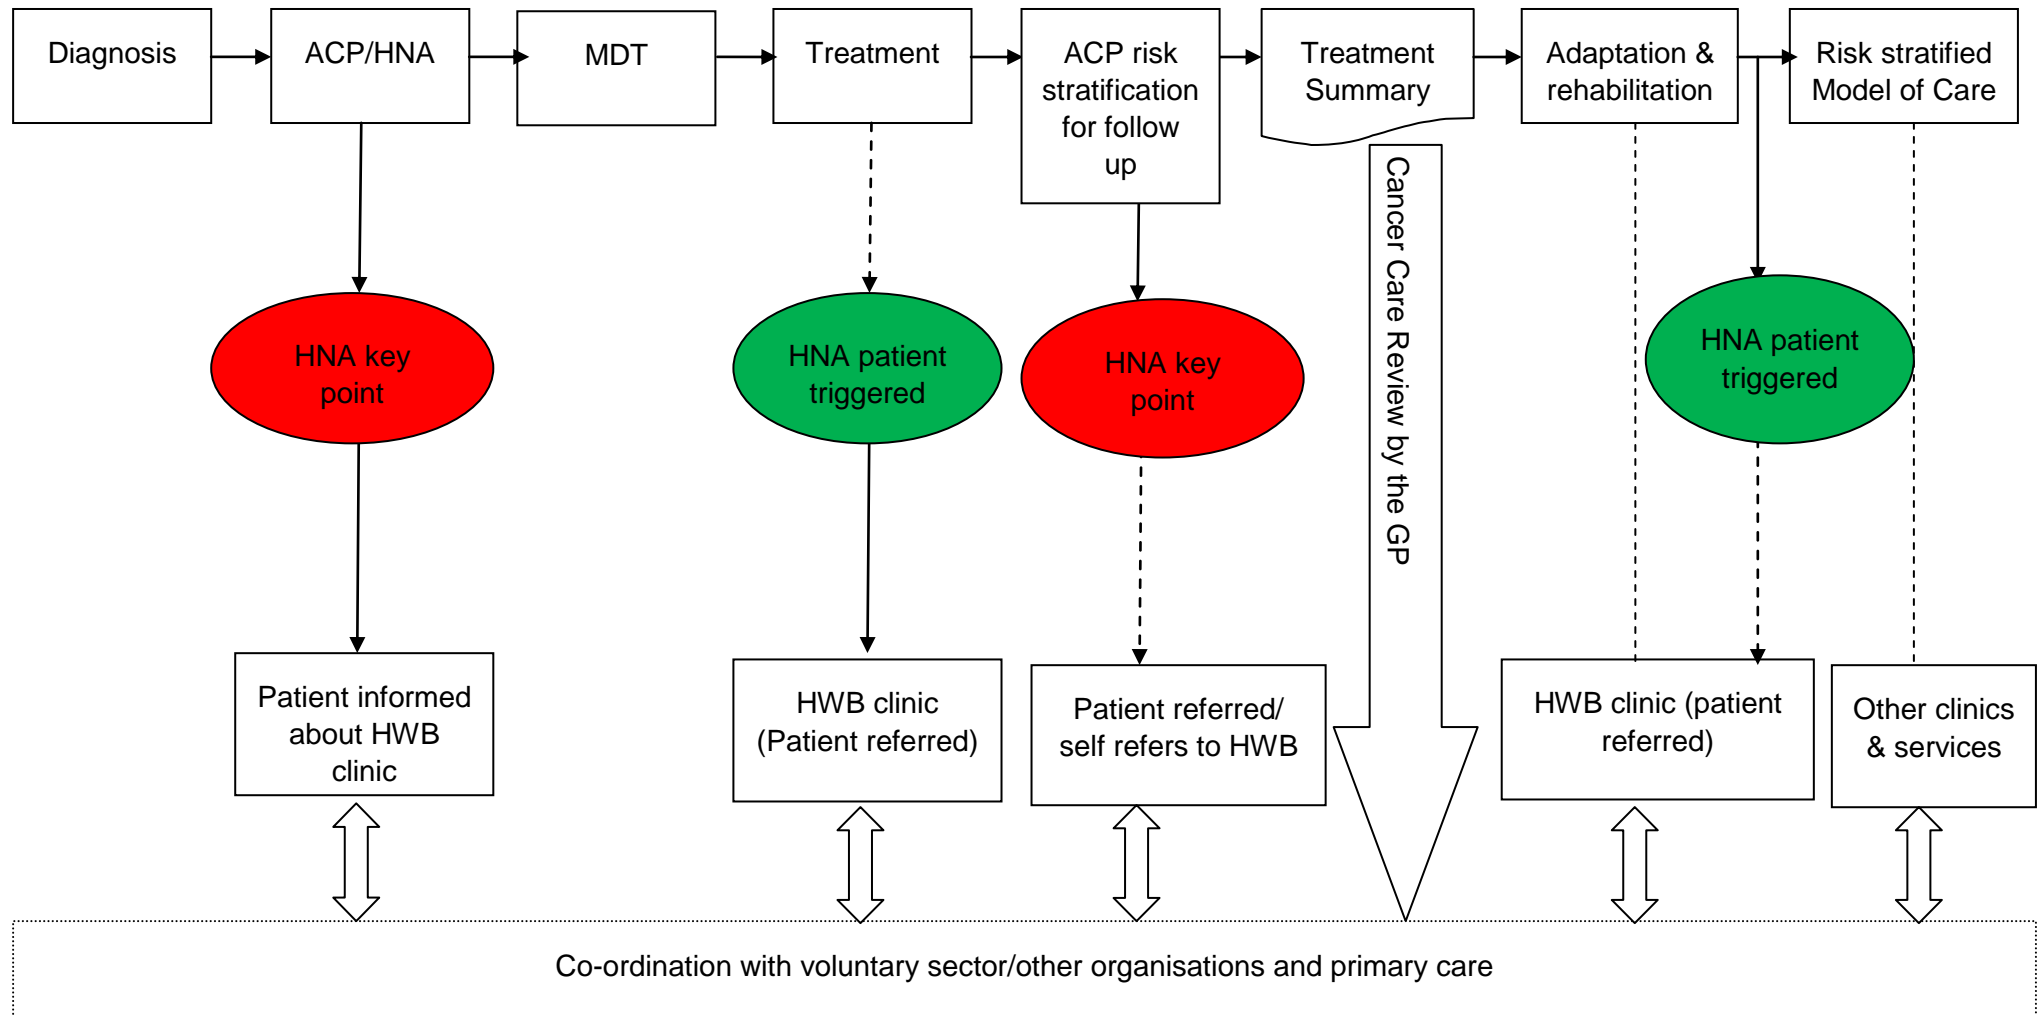 Diagnosis
ACP/HNA
MDT
Treatment
ACP risk
stratification
for follow
up
Treatment
Summary
Adaptation &
rehabilitation
Risk stratified
Model of Care
Cancer Care Review by the GP
HNA key
point
HNA patient
triggered
HNA key
point
HNA patient
triggered
Patient informed
about HWB
clinic
HWB clinic
(Patient referred)
Patient referred/
self refers to HWB
HWB clinic (patient
referred)
Other clinics
& services
Co-ordination with voluntary sector/other organisations and primary care